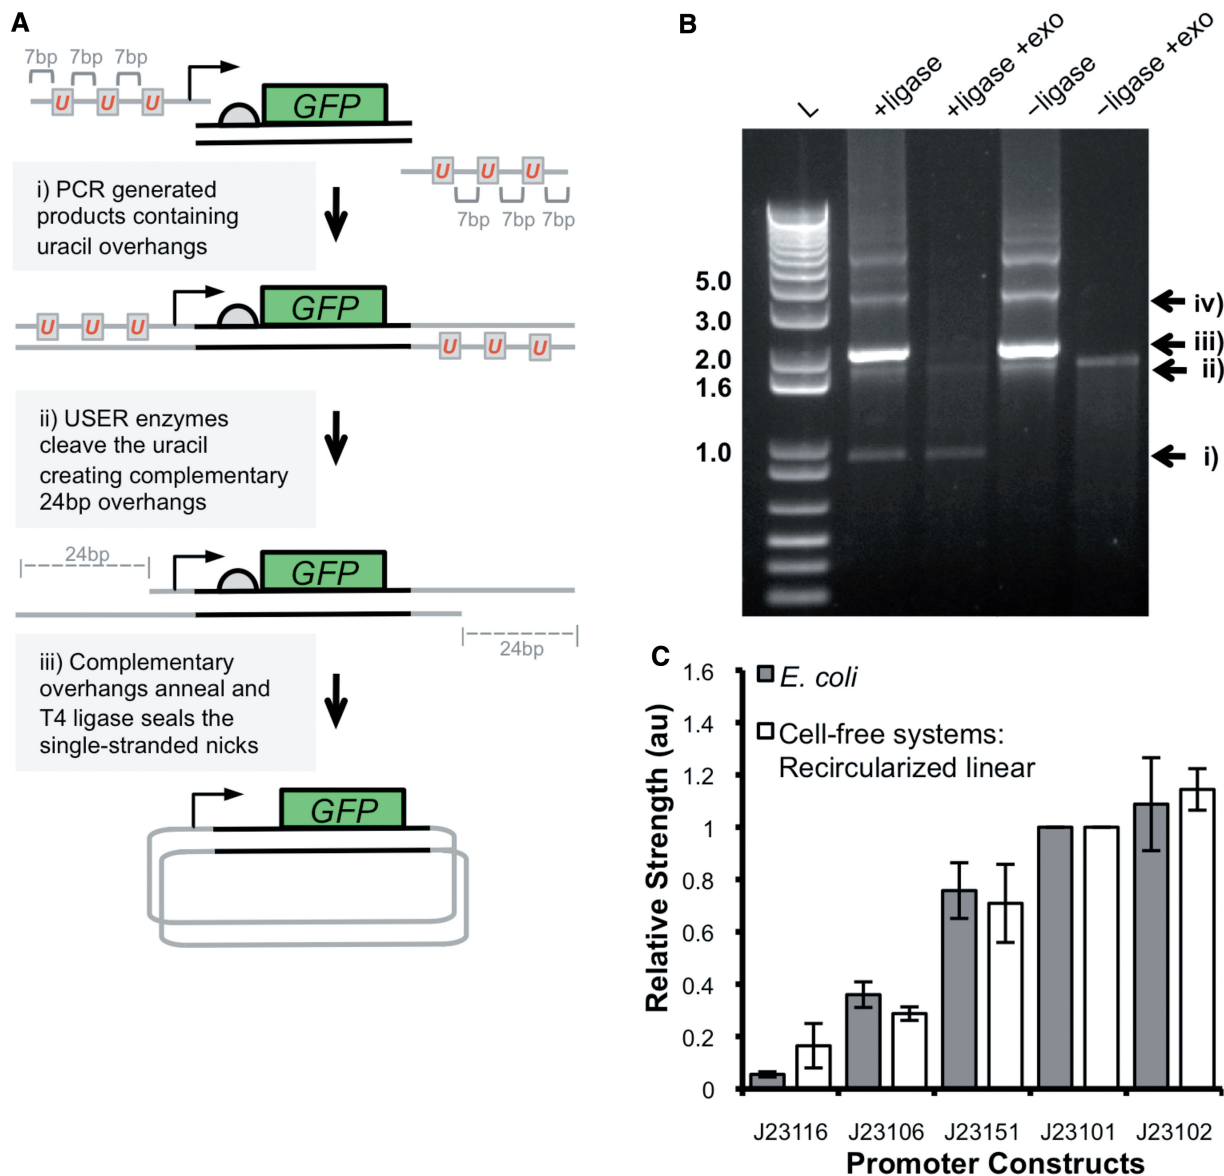 A
7bp 7bp 7bp
U U U
GFP
U U U
7bp 7bp 7bp
i) PCR generated
products containing
uracil overhangs
U U U
GFP
U U U
ii) USER enzymes
cleave the uracil
creating complementary
24bp overhangs
24bp
GFP
24bp
iii) Complementary
overhangs anneal and
T4 ligase seals the
single-stranded nicks
GFP
B
L
+ligase
+ligase +exo
–ligase
–ligase +exo
5.0
3.0
2.0
1.6
1.0
iv)
iii)
ii)
i)
C
E. coli
Cell-free systems:
Recircularized linear
Relative Strength (au)
1.6
1.4
1.2
1
0.8
0.6
0.4
0.2
0
J23116 J23106 J23151 J23101 J23102
Promoter Constructs